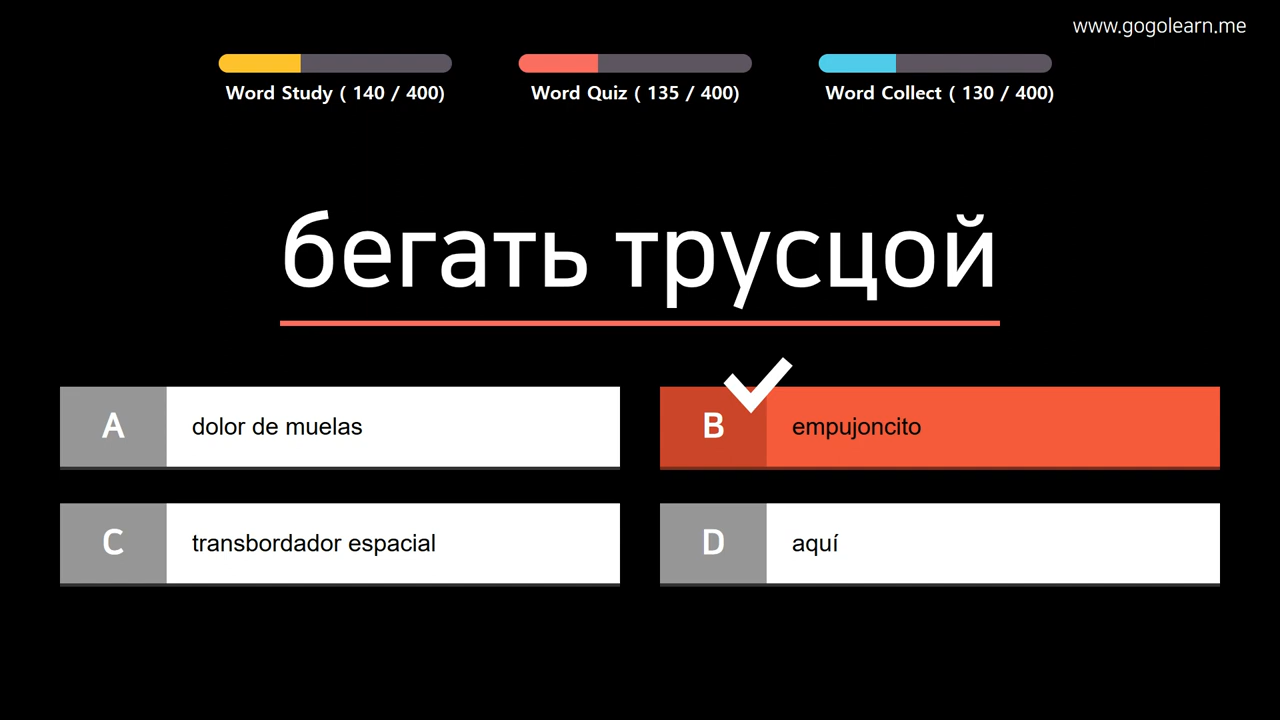 www.gogolearn.me
Word Study ( 140 / 400)
Word Quiz ( 135 / 400)
Word Collect ( 130 / 400)
бегать трусцой
A dolor de muelas
B empujoncito
C transbordador espacial
D aquí